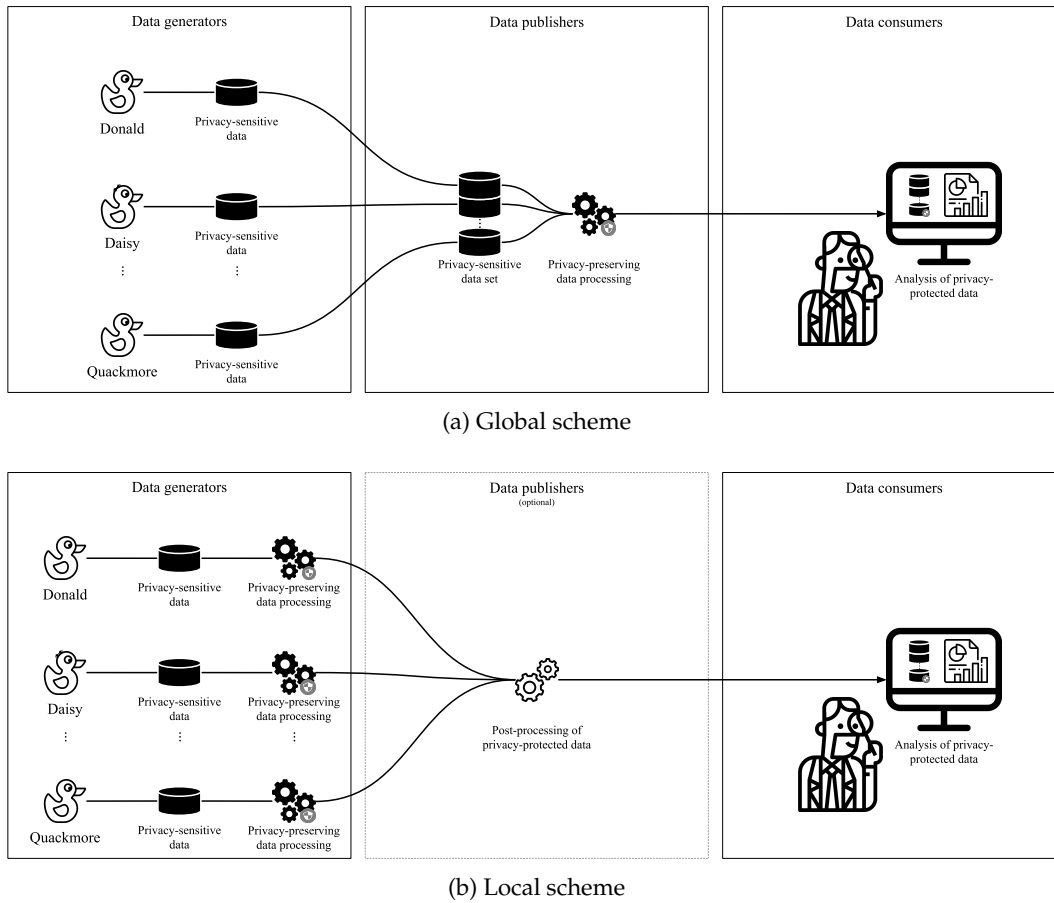 Data generators
Data publishers
Data consumers
Donald
Privacy-sensitive
data
Daisy
Privacy-sensitive
data
⋮
⋮
Quackmore
Privacy-sensitive
data
⋮
Privacy-sensitive
data set
Privacy-preserving
data processing
Analysis of privacy-
protected data
(a) Global scheme
Data generators
Data publishers
(optional)
Data consumers
Donald
Privacy-sensitive
data
Privacy-preserving
data processing
Daisy
Privacy-sensitive
data
Privacy-preserving
data processing
⋮
⋮
⋮
Quackmore
Privacy-sensitive
data
Privacy-preserving
data processing
Post-processing of
privacy-protected data
Analysis of privacy-
protected data
(b) Local scheme